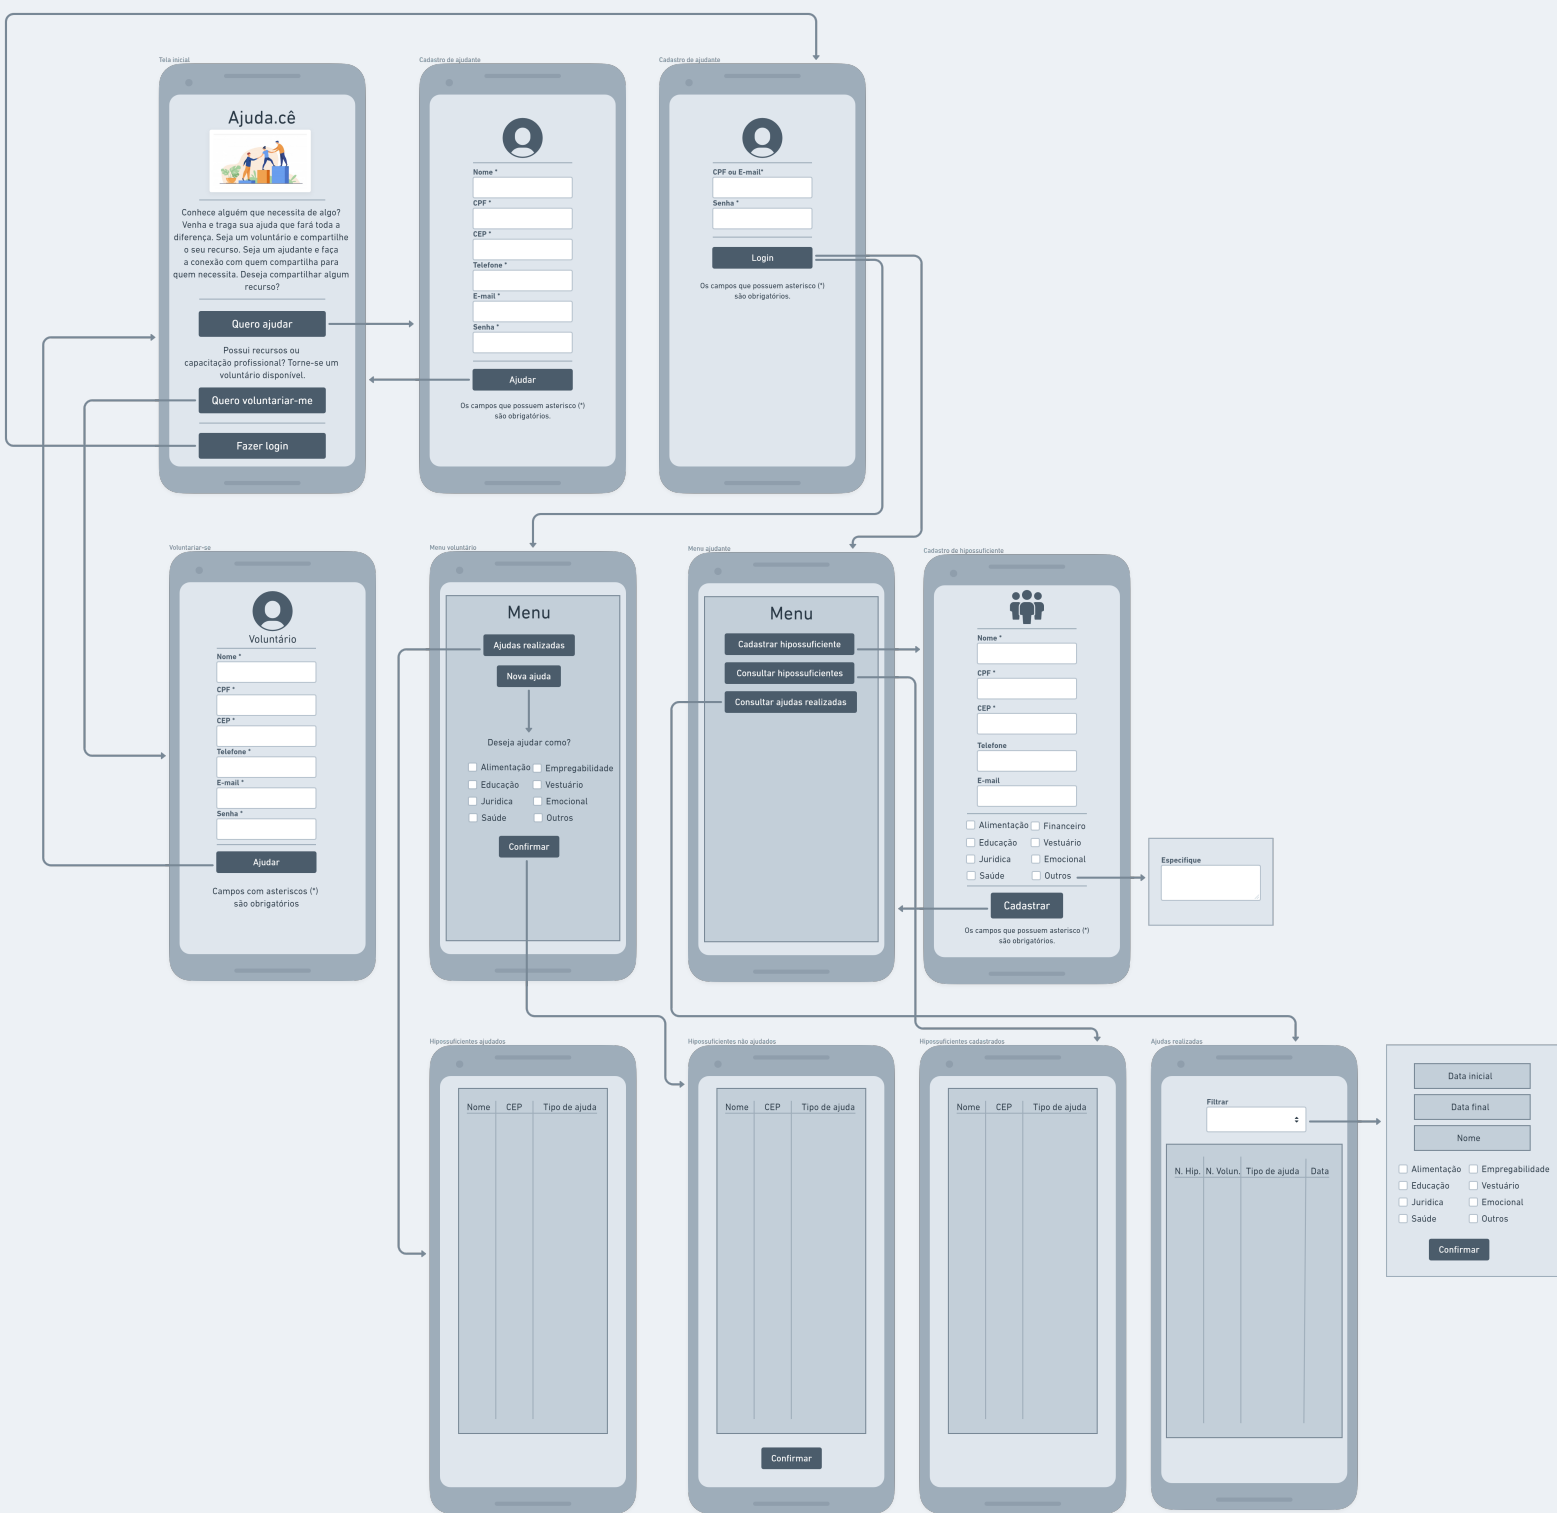 Tela inicial
Ajuda.cê
Conhece alguém que necessita de algo?
Venha e traga sua ajuda que fará toda a
diferença. Seja um voluntário e compartilhe
o seu recurso. Seja um ajudante e faça
a conexão com quem compartilha para
quem necessita. Deseja compartilhar algum
recurso?
Quero ajudar
Possui recursos ou
capacitação profissional? Torne-se um
voluntário disponível.
Quero voluntariar-me
Fazer login
Cadastro de ajudante
Nome *
CPF *
CEP *
Telefone *
E-mail *
Senha *
Ajudar
Os campos que possuem asterisco (*)
são obrigatórios.
Cadastro de ajudante
CPF ou E-mail*
Senha *
Login
Os campos que possuem asterisco (*)
são obrigatórios.
Voluntariar-se
Voluntário
Nome *
CPF *
CEP *
Telefone *
E-mail *
Senha *
Ajudar
Campos com asteriscos (*)
são obrigatórios
Menu voluntário
Menu
Ajudas realizadas
Nova ajuda
Deseja ajudar como?
Alimentação Empregabilidade
Educação Vestuário
Juridica Emocional
Saúde Outros
Confirmar
Menu ajudante
Menu
Cadastrar hipossuficiente
Consultar hipossuficientes
Consultar ajudas realizadas
Cadastro de hipossuficiente
Nome *
CPF *
CEP *
Telefone
E-mail
Alimentação Financeiro
Educação Vestuário
Juridica Emocional
Saúde Outros
Cadastrar
Os campos que possuem asterisco (*)
são obrigatórios.
Especifique
Hipossuficientes ajudados
Nome CEP Tipo de ajuda
Hipossuficientes não ajudados
Nome CEP Tipo de ajuda
Confirmar
Hipossuficientes cadastrados
Nome CEP Tipo de ajuda
Ajudas realizadas
Filtrar
N. Hip. N. Volun. Tipo de ajuda Data
Data inicial
Data final
Nome
Alimentação Empregabilidade
Educação Vestuário
Juridica Emocional
Saúde Outros
Confirmar